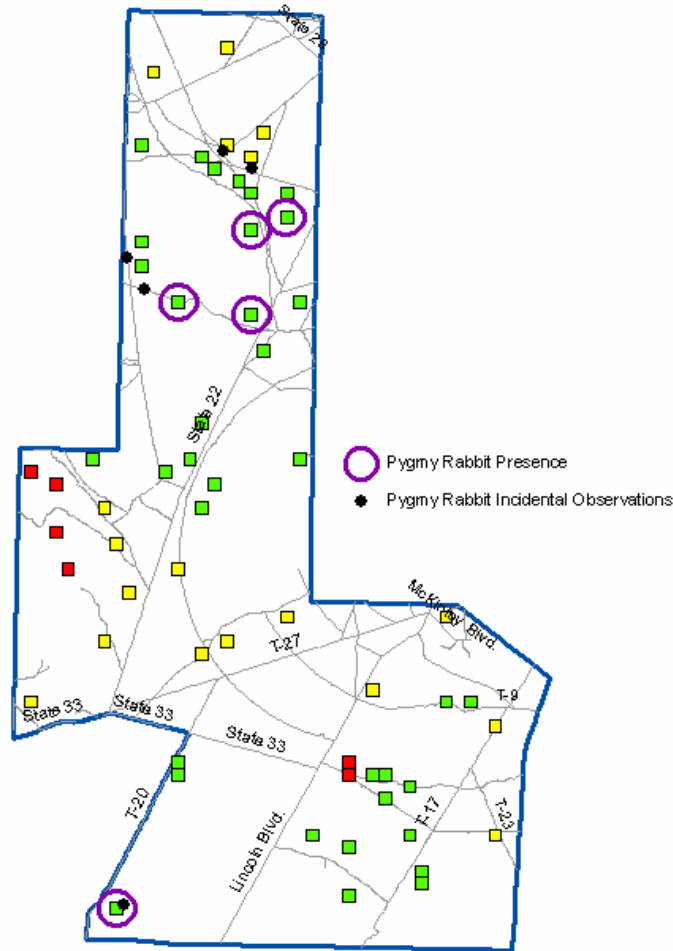 State 28
State 22
Pygmy Rabbit Presence
Pygmy Rabbit Incidental Observations
McKinley Blvd.
T-27
T-9
State 33
State 33
State 33
T-20
Lincoln Blvd.
T-17
T-23